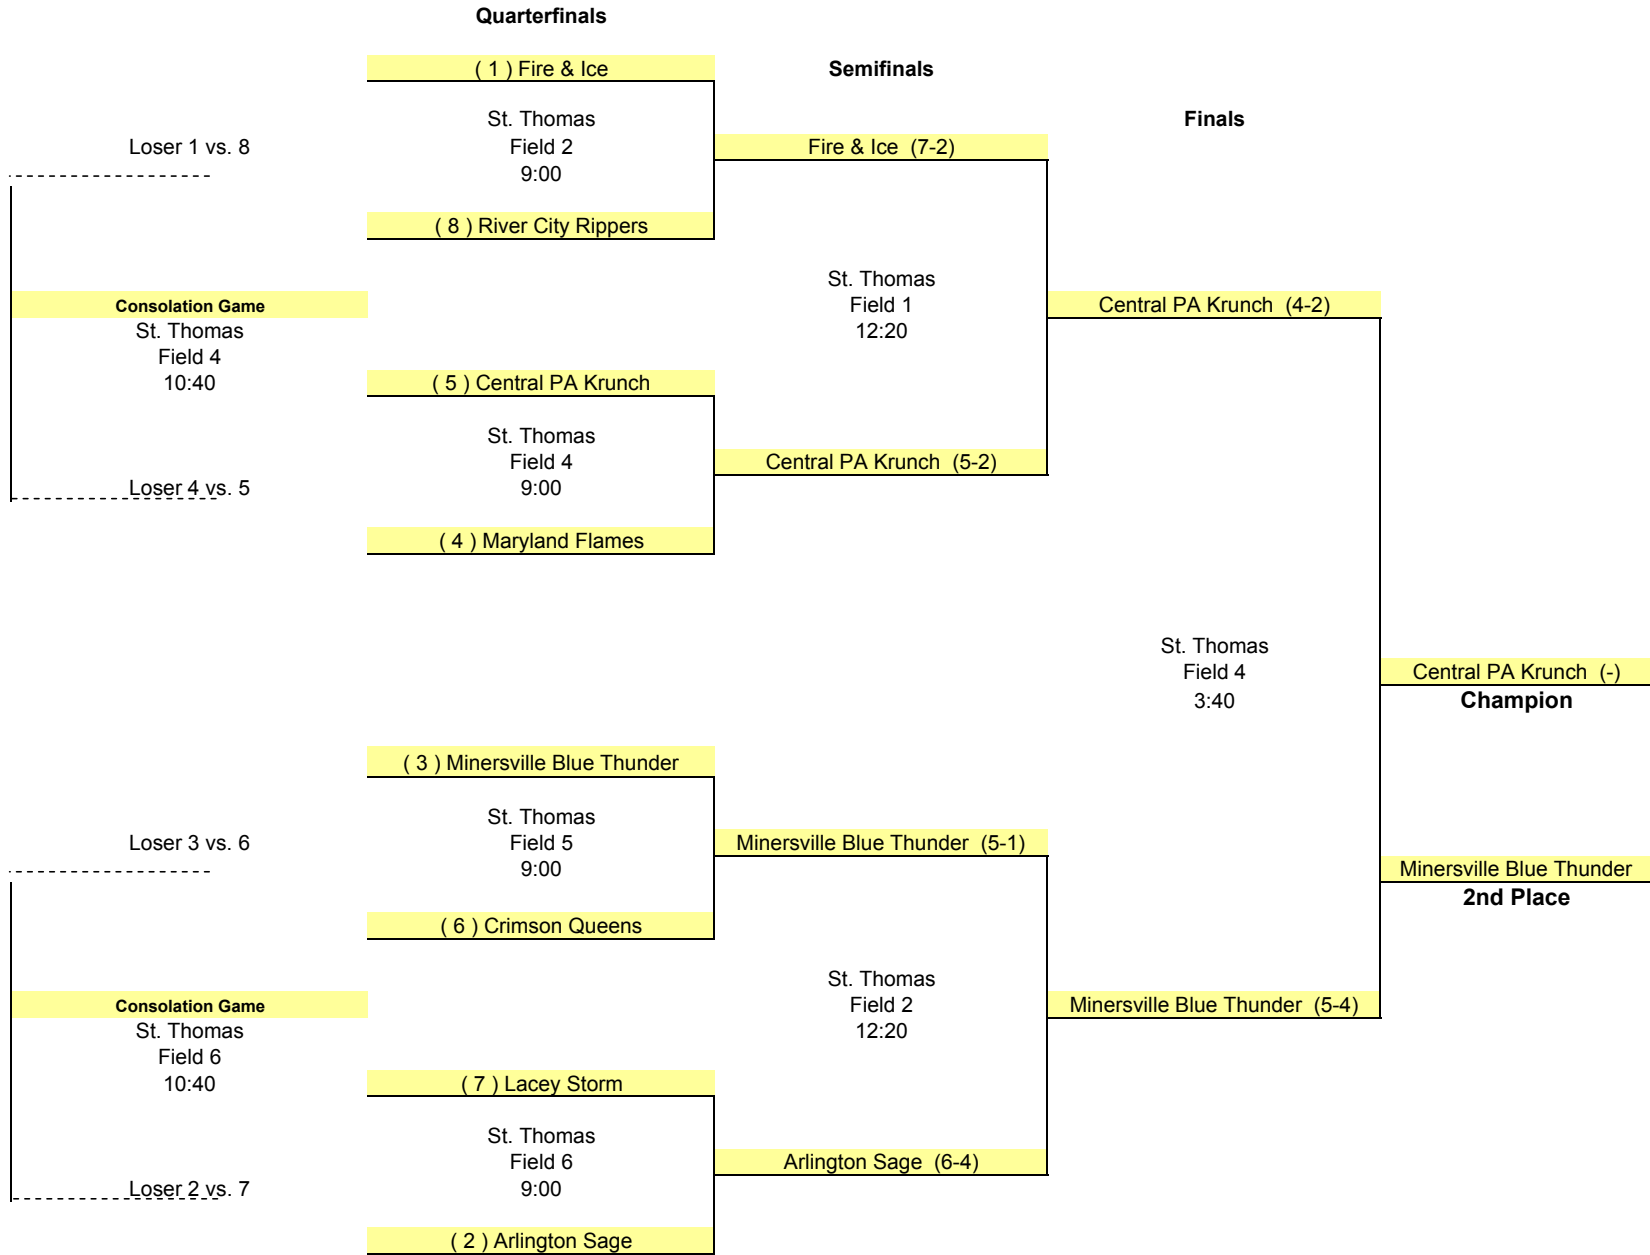 Quarterfinals
( 1 ) Fire & Ice
Semifinals
St. Thomas
Finals
Loser 1 vs. 8
Field 2
Fire & Ice (7-2)
9:00
( 8 ) River City Rippers
St. Thomas
Consolation Game
Field 1
Central PA Krunch (4-2)
St. Thomas
12:20
Field 4
10:40
( 5 ) Central PA Krunch
St. Thomas
Field 4
Central PA Krunch (5-2)
Loser 4 vs. 5
9:00
( 4 ) Maryland Flames
St. Thomas
Field 4
Central PA Krunch (-)
3:40
Champion
( 3 ) Minersville Blue Thunder
St. Thomas
Loser 3 vs. 6
Field 5
Minersville Blue Thunder (5-1)
9:00
Minersville Blue Thunder
2nd Place
( 6 ) Crimson Queens
St. Thomas
Consolation Game
Field 2
Minersville Blue Thunder (5-4)
St. Thomas
12:20
Field 6
10:40
( 7 ) Lacey Storm
St. Thomas
Field 6
Arlington Sage (6-4)
Loser 2 vs. 7
9:00
( 2 ) Arlington Sage